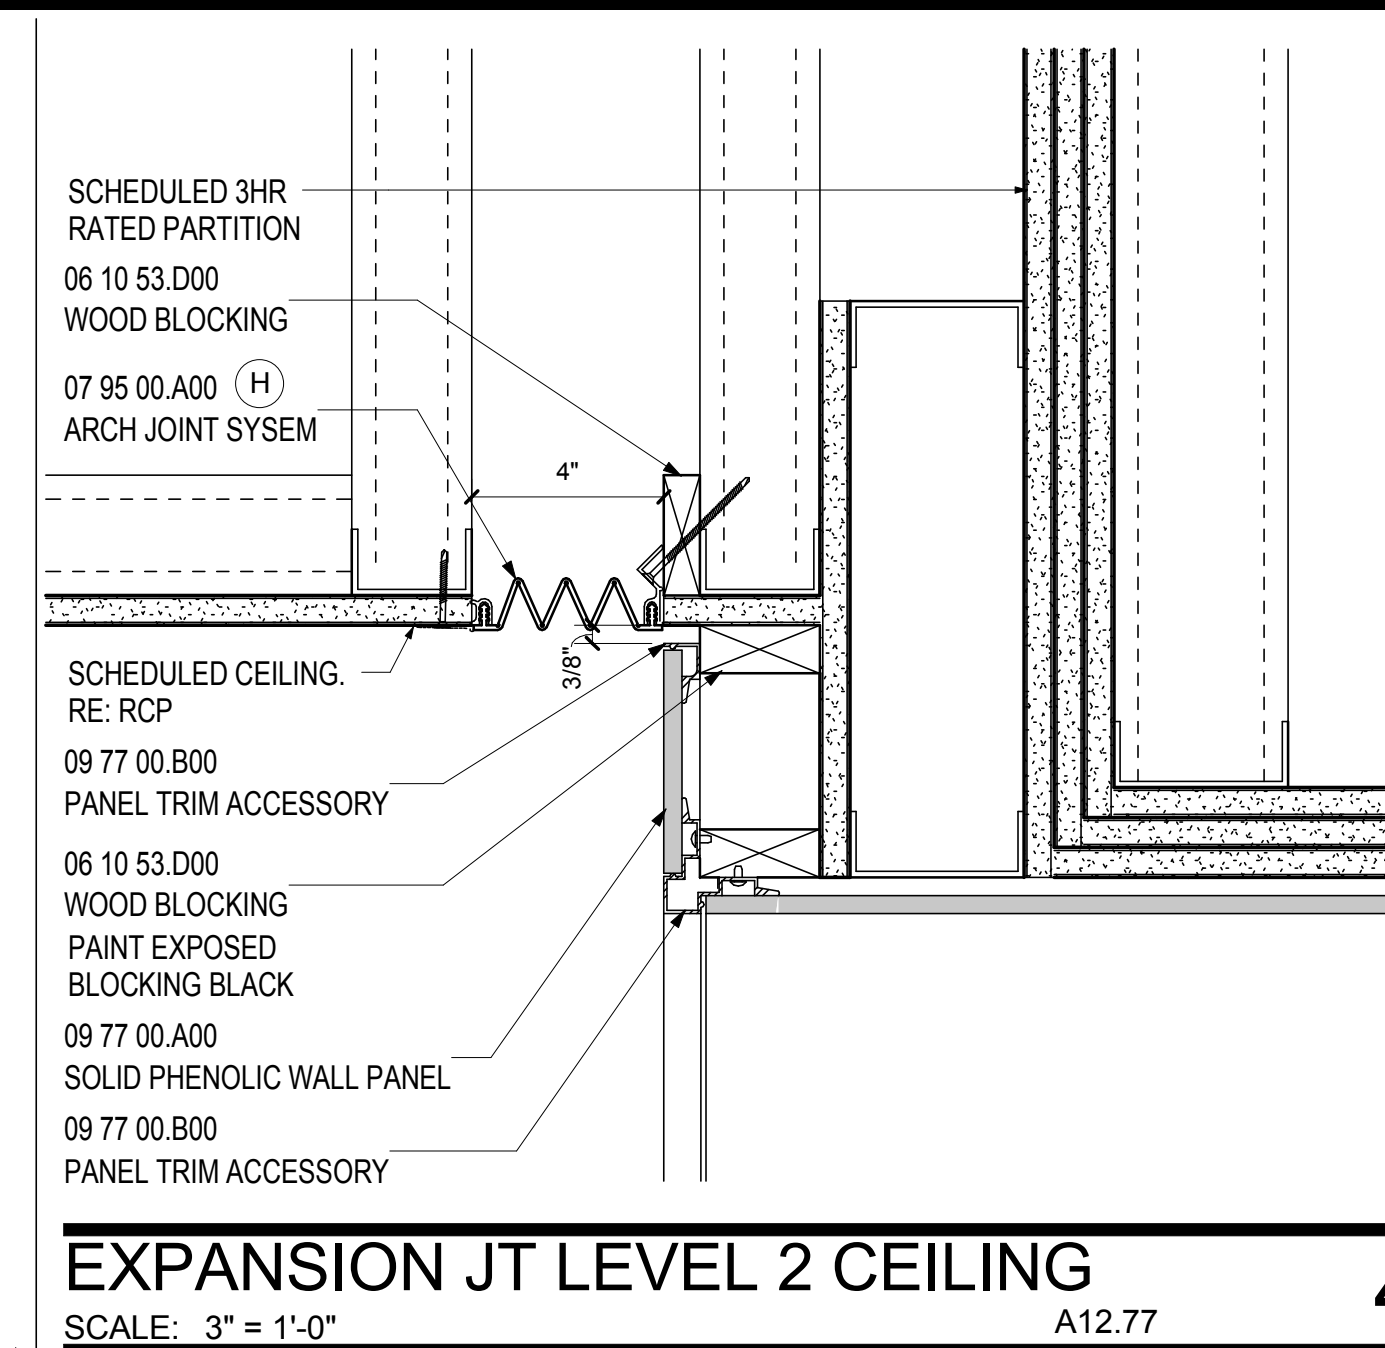 SCHEDULED 3HR
RATED PARTITION
06 10 53.D00
WOOD BLOCKING
07 95 00.A00 H
ARCH JOINT SYSEM
4"
3/8"
SCHEDULED CEILING.
RE: RCP
09 77 00.B00
PANEL TRIM ACCESSORY
06 10 53.D00
WOOD BLOCKING
PAINT EXPOSED
BLOCKING BLACK
09 77 00.A00
SOLID PHENOLIC WALL PANEL
09 77 00.B00
PANEL TRIM ACCESSORY
EXPANSION JT LEVEL 2 CEILING
SCALE: 3" = 1'-0"
A12.77